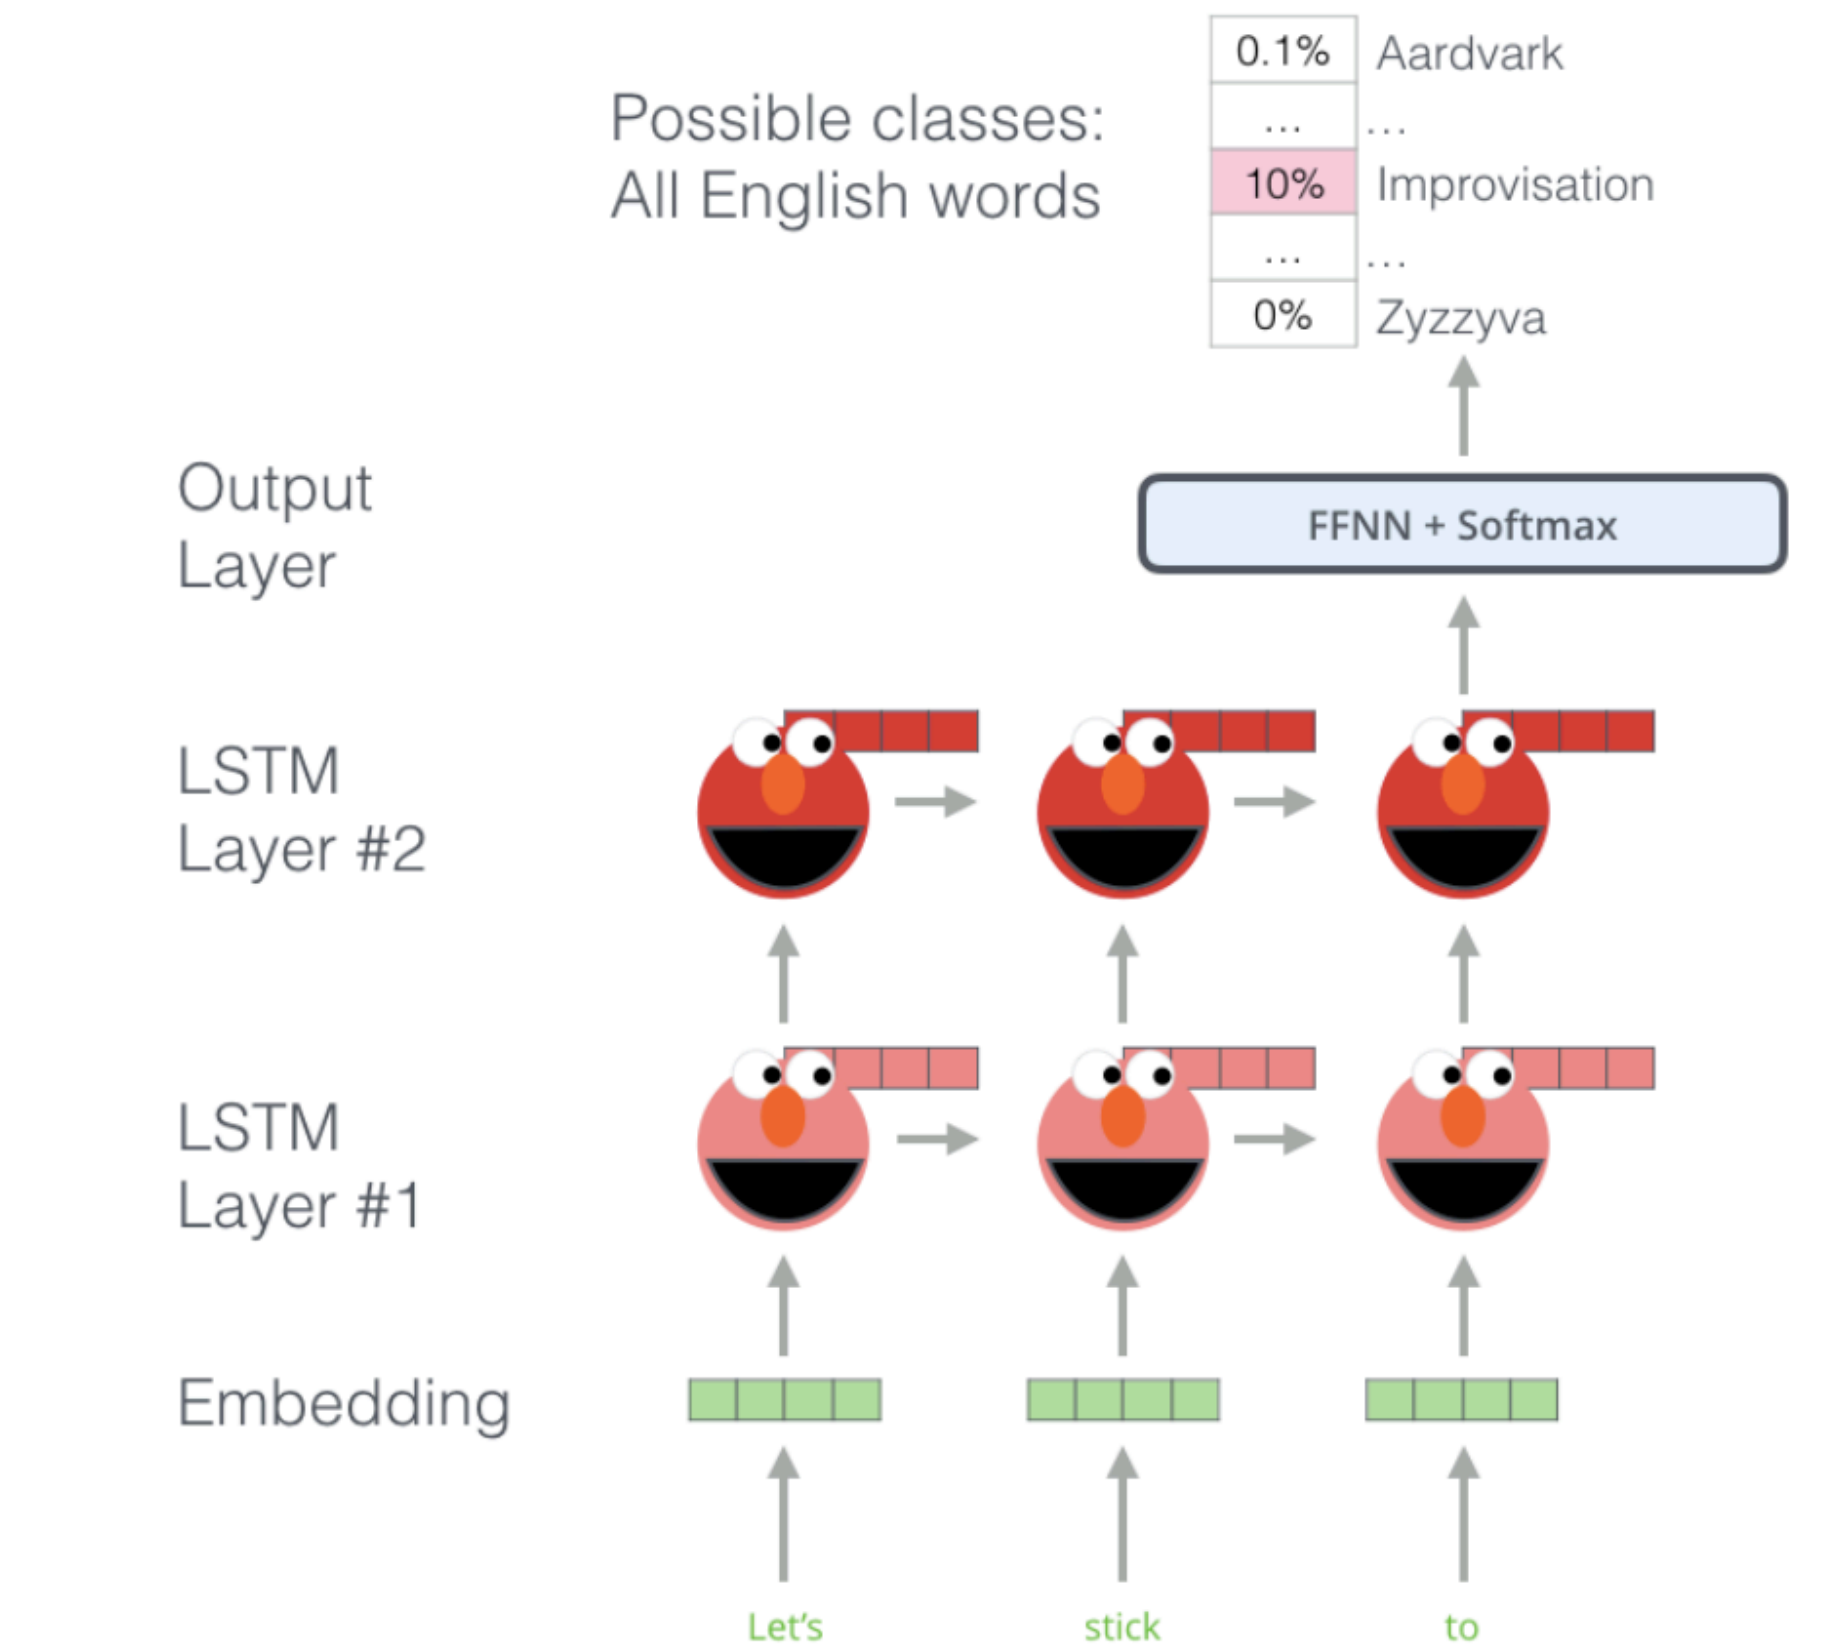 0.1% Aardvark
Possible classes:
... ...
All English words
10% Improvisation
... ...
0% Zyzzyva
Output
Layer
FFNN + Softmax
LSTM
Layer #2
LSTM
Layer #1
Embedding
Let's stick to